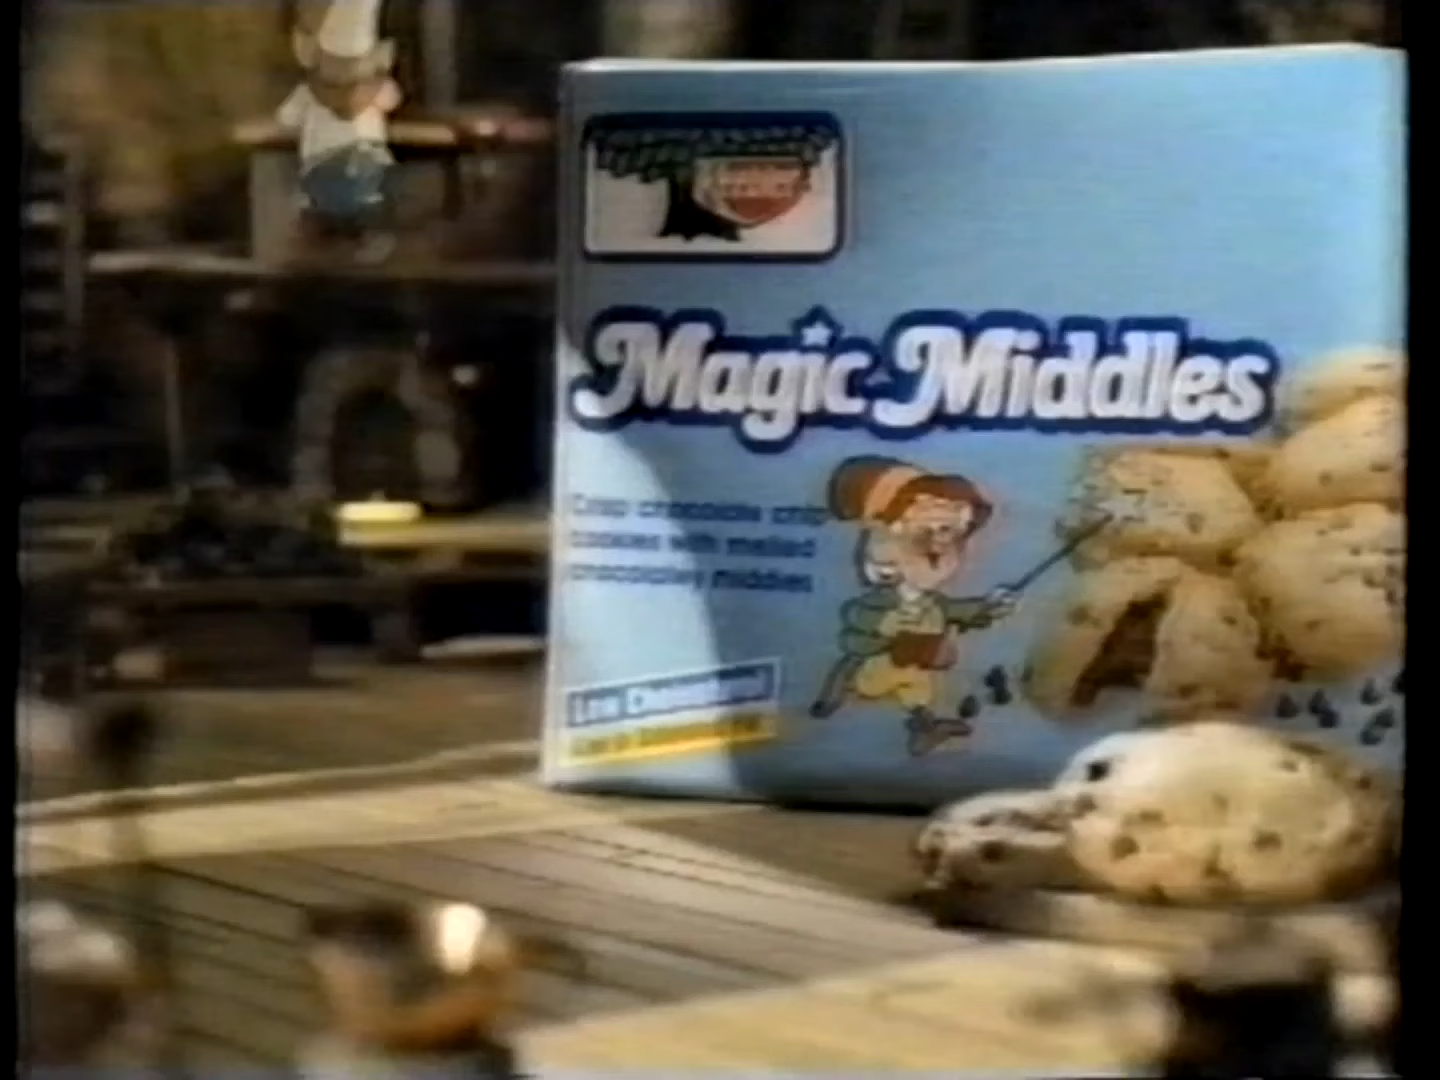 Magic Middles
Crisp chocolate chip
cookies with melted
chocolatey middles
Low Cholesterol